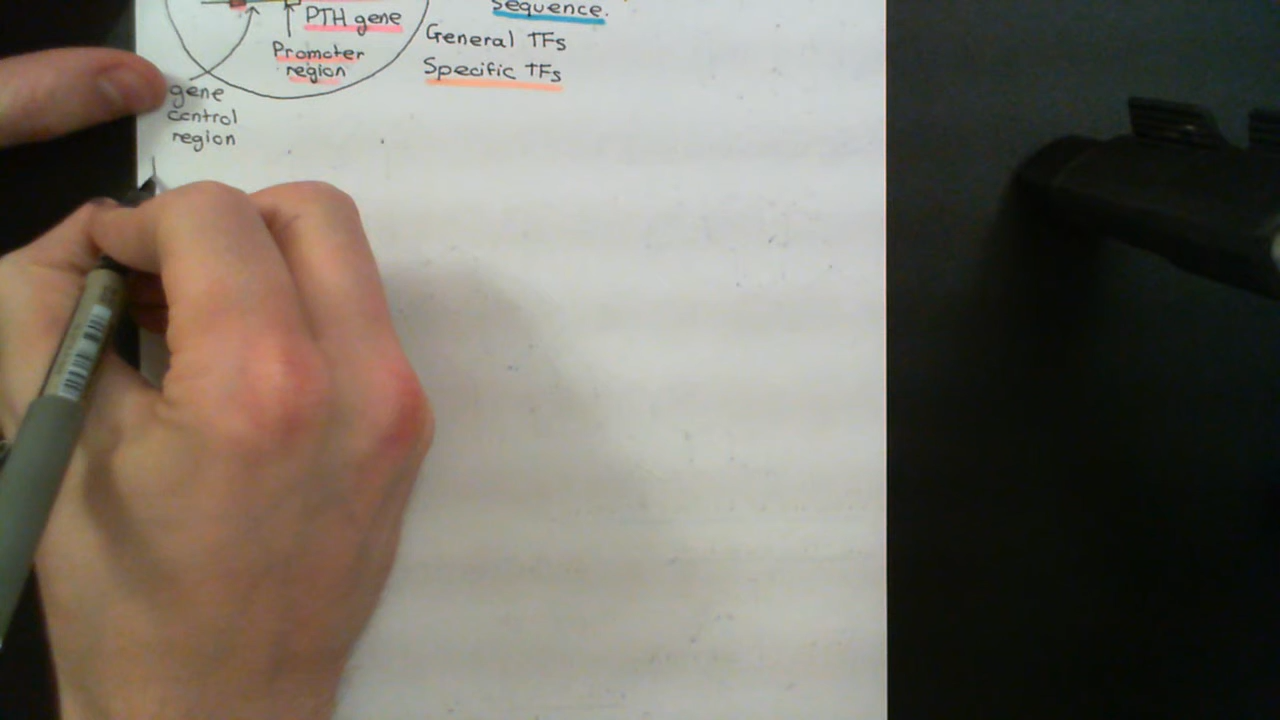 PTH gene
Promoter
region
gene
control
region
Sequence.
General TFs
Specific TFs